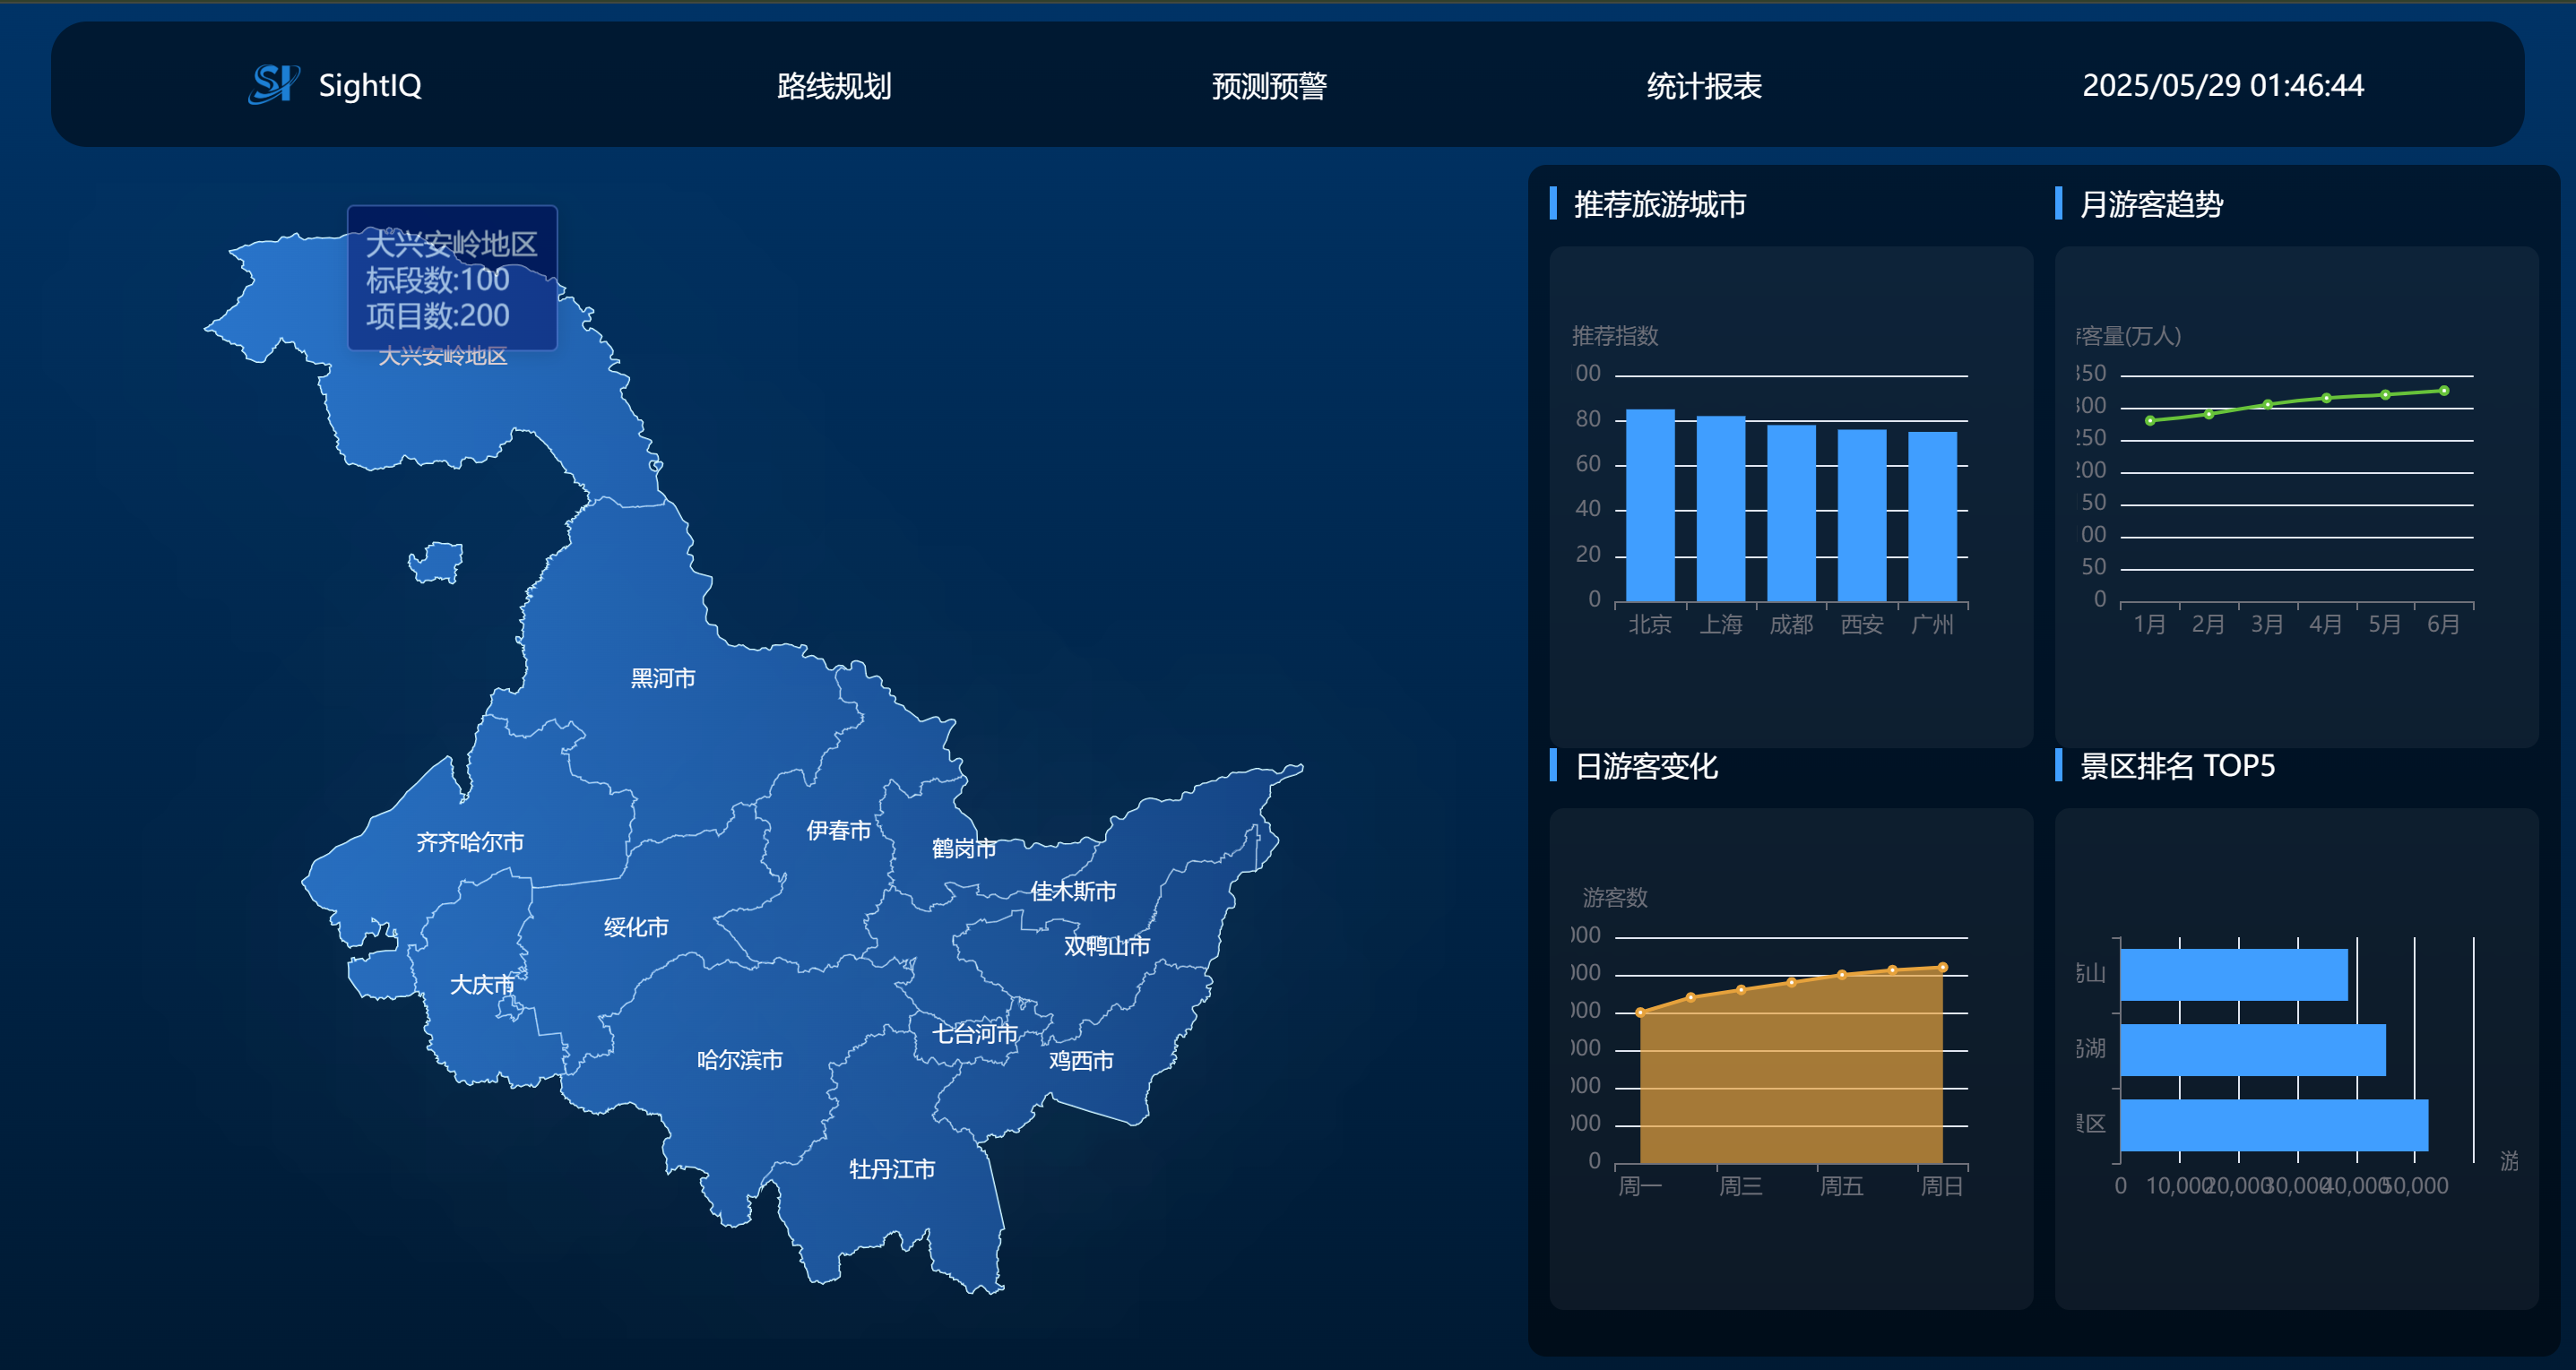 SightIQ
路线规划
预测预警
统计报表
2025/05/29 01:46:44
大兴安岭地区
标段数:100
项目数:200
大兴安岭地区
黑河市
齐齐哈尔市
伊春市
鹤岗市
佳木斯市
绥化市
双鸭山市
大庆市
七台河市
哈尔滨市
鸡西市
牡丹江市
推荐旅游城市
推荐指数
00
80
60
40
20
0
北京 上海 成都 西安 广州
月游客趋势
客量(万人)
350
300
250
200
50
00
50
0
1月 2月 3月 4月 5月 6月
日游客变化
游客数
000
000
000
000
000
000
0
周一 周三 周五 周日
景区排名 TOP5
山
湖
景区
游
0 10,000 20,000 30,000 40,000 50,000